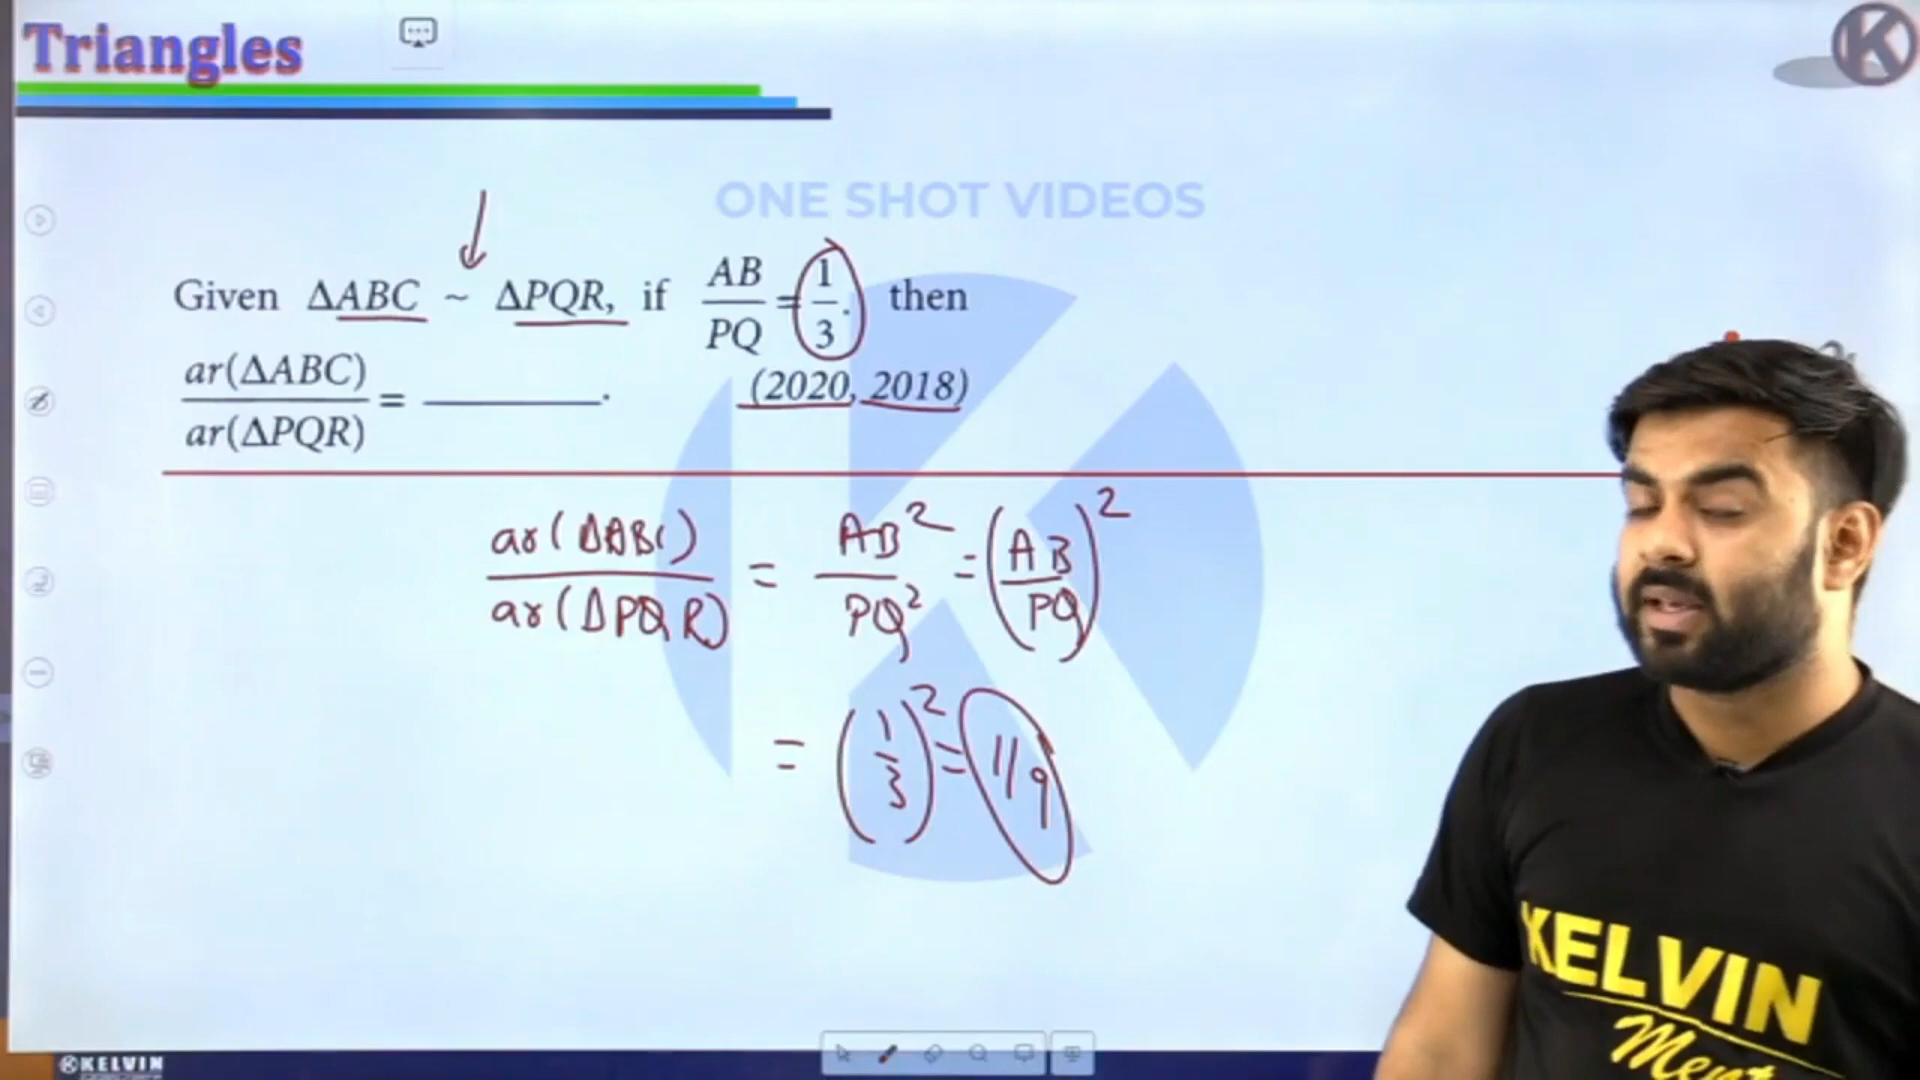 Triangles
K
ONE SHOT VIDEOS
Given ΔABC ~ ΔPQR, if AB/PQ = 1/3. then
ar(ΔABC)/ar(ΔPQR) = ________. (2020, 2018)
ar(ΔABC)/ar(ΔPQR) = AB²/PQ² = (AB/PQ)²
= (1/3)² = 1/9
KELVIN
KELVIN